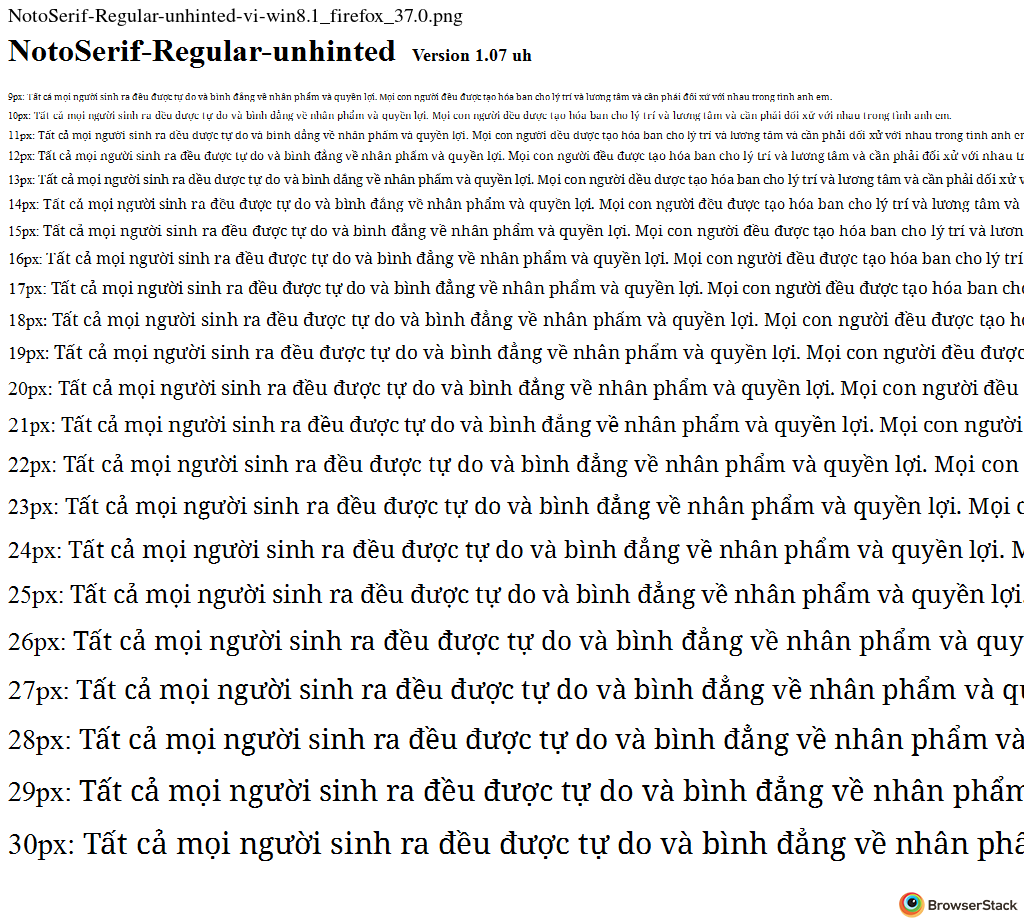 NotoSerif-Regular-unhinted-vi-win8.1_firefox_37.0.png
NotoSerif-Regular-unhinted Version 1.07 uh
9px: Tất cả mọi người sinh ra đều được tự do và bình đẳng về nhân phẩm và quyền lợi. Mọi con người đều được tạo hóa ban cho lý trí và lương tâm và cần phải đối xử với nhau trong tình anh em.
10px: Tất cả mọi người sinh ra đều được tự do và bình đẳng về nhân phẩm và quyền lợi. Mọi con người đều được tạo hóa ban cho lý trí và lương tâm và cần phải đối xử với nhau trong tình anh em.
11px: Tất cả mọi người sinh ra đều được tự do và bình đẳng về nhân phẩm và quyền lợi. Mọi con người đều được tạo hóa ban cho lý trí và lương tâm và cần phải đối xử với nhau trong tình anh
12px: Tất cả mọi người sinh ra đều được tự do và bình đẳng về nhân phẩm và quyền lợi. Mọi con người đều được tạo hóa ban cho lý trí và lương tâm và cần phải đối xử với nhau
13px: Tất cả mọi người sinh ra đều được tự do và bình đẳng về nhân phẩm và quyền lợi. Mọi con người đều được tạo hóa ban cho lý trí và lương tâm và cần phải đối xử
14px: Tất cả mọi người sinh ra đều được tự do và bình đẳng về nhân phẩm và quyền lợi. Mọi con người đều được tạo hóa ban cho lý trí và lương tâm và
15px: Tất cả mọi người sinh ra đều được tự do và bình đẳng về nhân phẩm và quyền lợi. Mọi con người đều được tạo hóa ban cho lý trí và lươn
16px: Tất cả mọi người sinh ra đều được tự do và bình đẳng về nhân phẩm và quyền lợi. Mọi con người đều được tạo hóa ban cho lý trí
17px: Tất cả mọi người sinh ra đều được tự do và bình đẳng về nhân phẩm và quyền lợi. Mọi con người đều được tạo hóa ban
18px: Tất cả mọi người sinh ra đều được tự do và bình đẳng về nhân phẩm và quyền lợi. Mọi con người đều được tạo
19px: Tất cả mọi người sinh ra đều được tự do và bình đẳng về nhân phẩm và quyền lợi. Mọi con người đều được
20px: Tất cả mọi người sinh ra đều được tự do và bình đẳng về nhân phẩm và quyền lợi. Mọi con người đều
21px: Tất cả mọi người sinh ra đều được tự do và bình đẳng về nhân phẩm và quyền lợi. Mọi con người
22px: Tất cả mọi người sinh ra đều được tự do và bình đẳng về nhân phẩm và quyền lợi. Mọi con
23px: Tất cả mọi người sinh ra đều được tự do và bình đẳng về nhân phẩm và quyền lợi. Mọi
24px: Tất cả mọi người sinh ra đều được tự do và bình đẳng về nhân phẩm và quyền lợi.
25px: Tất cả mọi người sinh ra đều được tự do và bình đẳng về nhân phẩm và quyền lợi.
26px: Tất cả mọi người sinh ra đều được tự do và bình đẳng về nhân phẩm và quy
27px: Tất cả mọi người sinh ra đều được tự do và bình đẳng về nhân phẩm và
28px: Tất cả mọi người sinh ra đều được tự do và bình đẳng về nhân phẩm và
29px: Tất cả mọi người sinh ra đều được tự do và bình đẳng về nhân phẩm
30px: Tất cả mọi người sinh ra đều được tự do và bình đẳng về nhân
BrowserStack